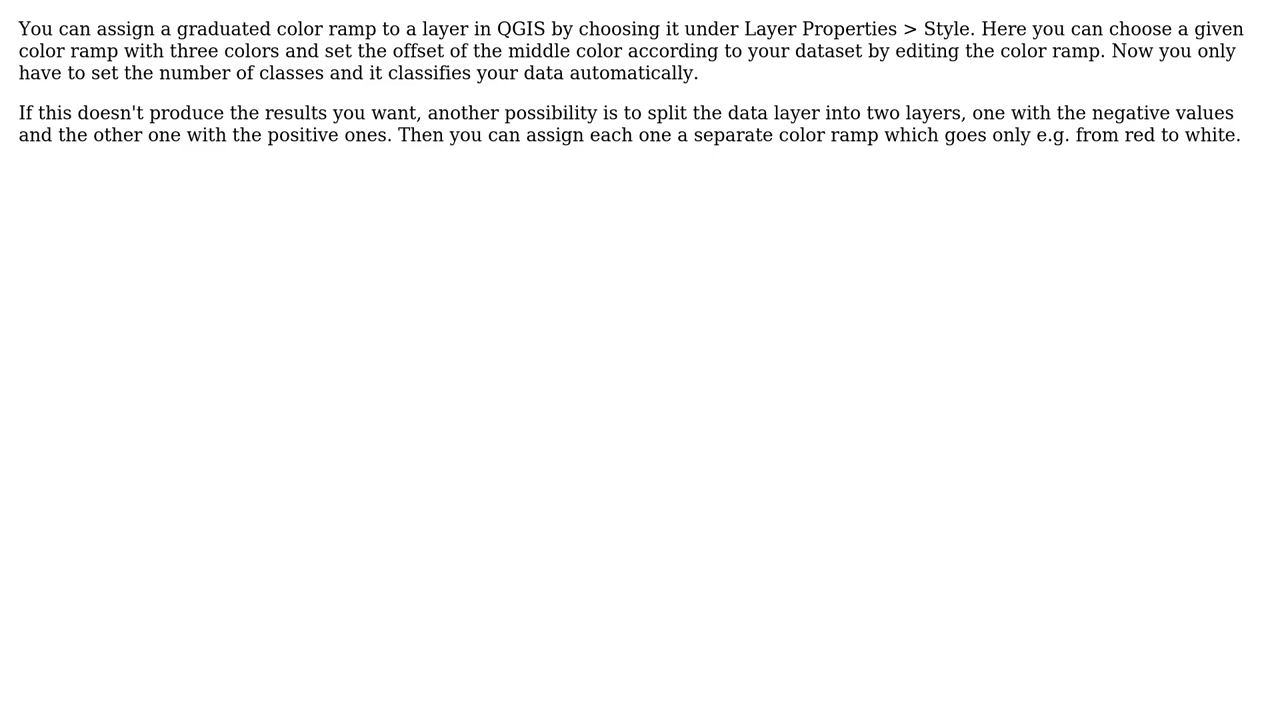 You can assign a graduated color ramp to a layer in QGIS by choosing it under Layer Properties > Style. Here you can choose a given
color ramp with three colors and set the offset of the middle color according to your dataset by editing the color ramp. Now you only
have to set the number of classes and it classifies your data automatically.
If this doesn't produce the results you want, another possibility is to split the data layer into two layers, one with the negative values
and the other one with the positive ones. Then you can assign each one a separate color ramp which goes only e.g. from red to white.